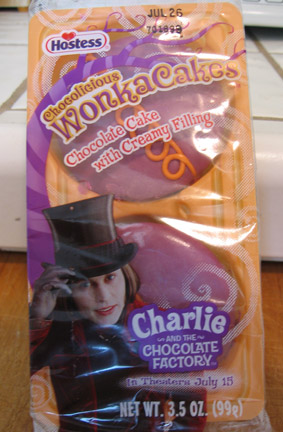 JUL 26
Hostess
Chocolicious
WonkaCakes
Chocolate Cake
with Creamy Filling
Charlie
AND THE
CHOCOLATE
FACTORY
In Theaters July 15
NET WT. 3.5 OZ. (99g)